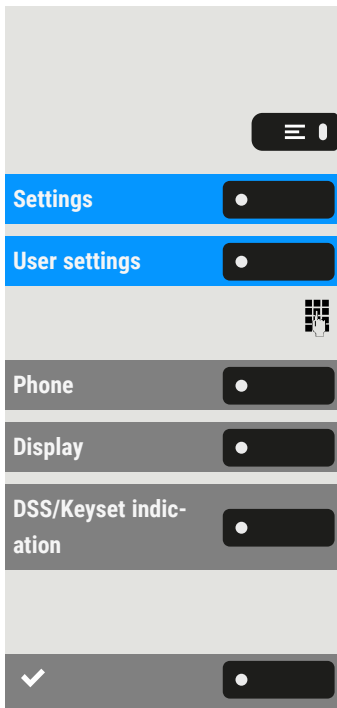 Settings
User settings
Phone
Display
DSS/Keyset indic-
ation